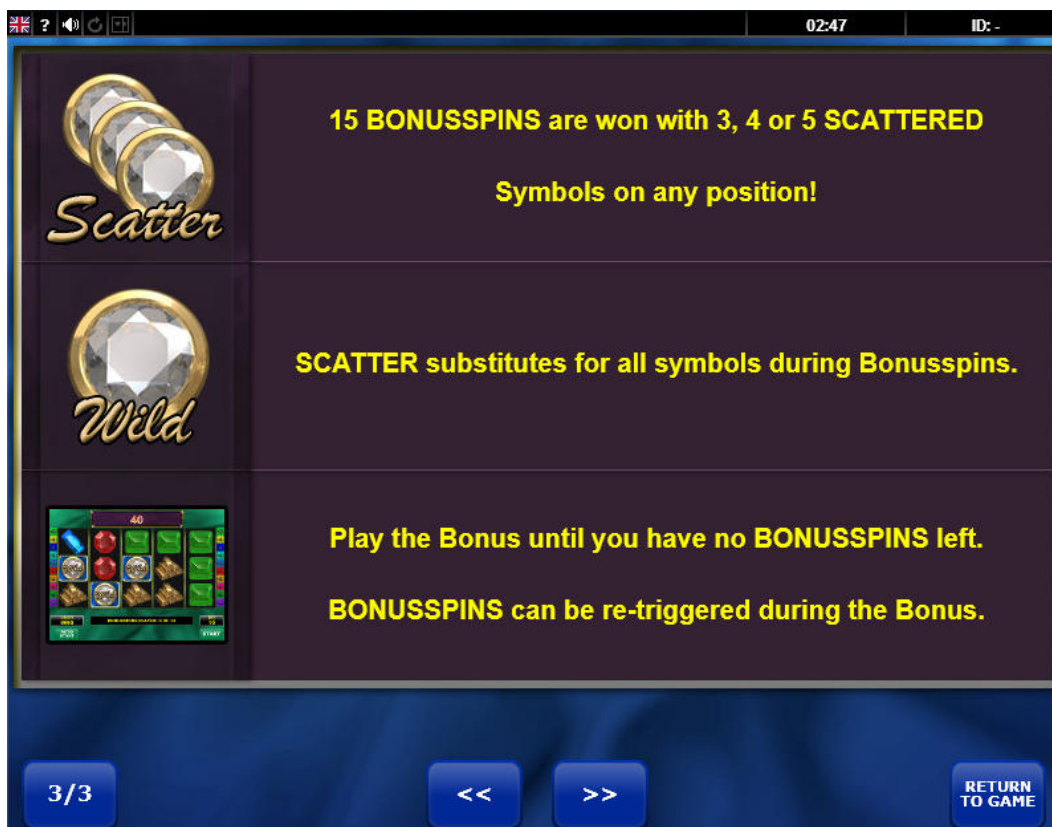 ? 02:47 ID: -
15 BONUSSPINS are won with 3, 4 or 5 SCATTERED
Symbols on any position!
Scatter
SCATTER substitutes for all symbols during Bonusspins.
Wild
40
Play the Bonus until you have no BONUSSPINS left.
BONUSSPINS can be re-triggered during the Bonus.
START
3/3 << >> RETURN
TO GAME